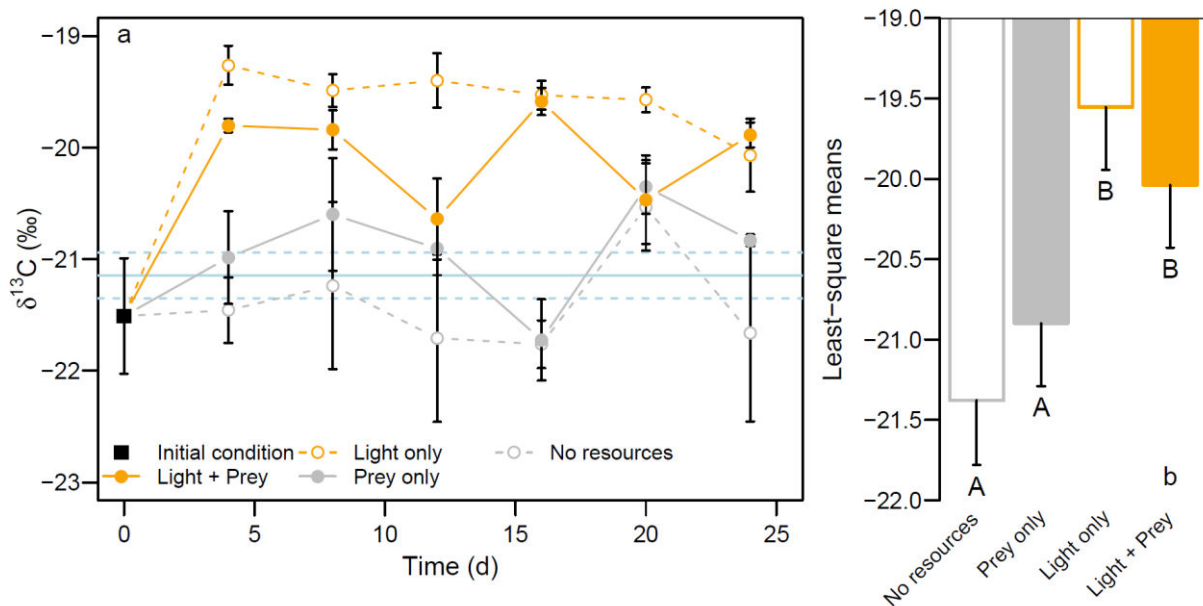 a
−19
−20
−21
−22
−23
δ13C (‰)
Initial condition Light only No resources
Light + Prey Prey only
0 5 10 15 20 25
Time (d)
−19.0
−19.5
−20.0
−20.5
−21.0
−21.5
−22.0
Least−square means
A A B B
b
No resources
Prey only
Light only
Light + Prey